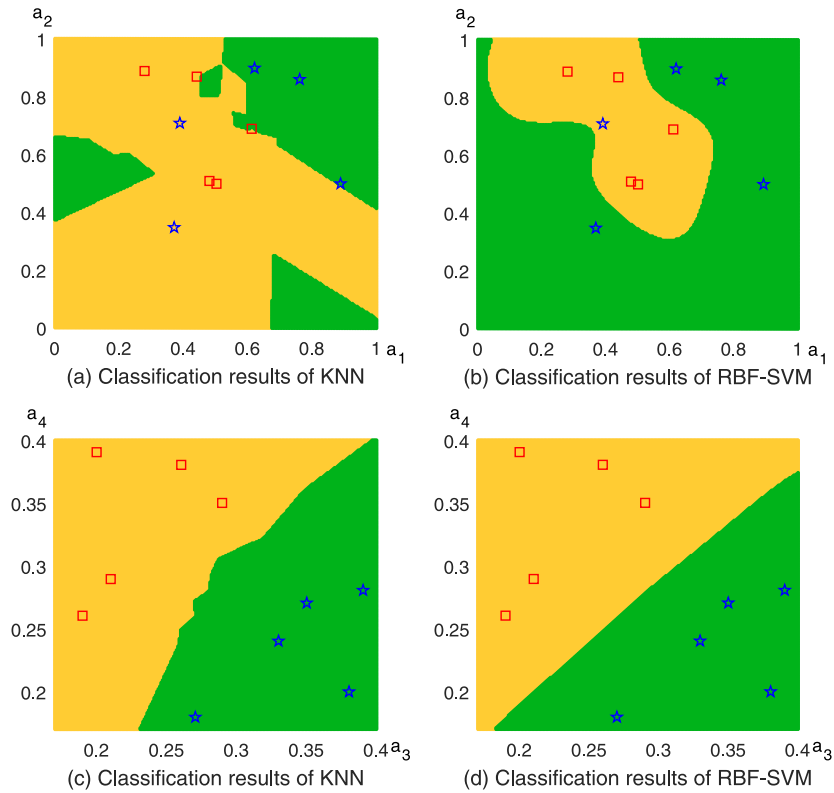 a2
1
0.8
0.6
0.4
0.2
0
0 0.2 0.4 0.6 0.8 1 a1
(a) Classification results of KNN
a2
1
0.8
0.6
0.4
0.2
0
0 0.2 0.4 0.6 0.8 1 a1
(b) Classification results of RBF-SVM
a4
0.4
0.35
0.3
0.25
0.2
0.2 0.25 0.3 0.35 0.4 a3
(c) Classification results of KNN
a4
0.4
0.35
0.3
0.25
0.2
0.2 0.25 0.3 0.35 0.4 a3
(d) Classification results of RBF-SVM